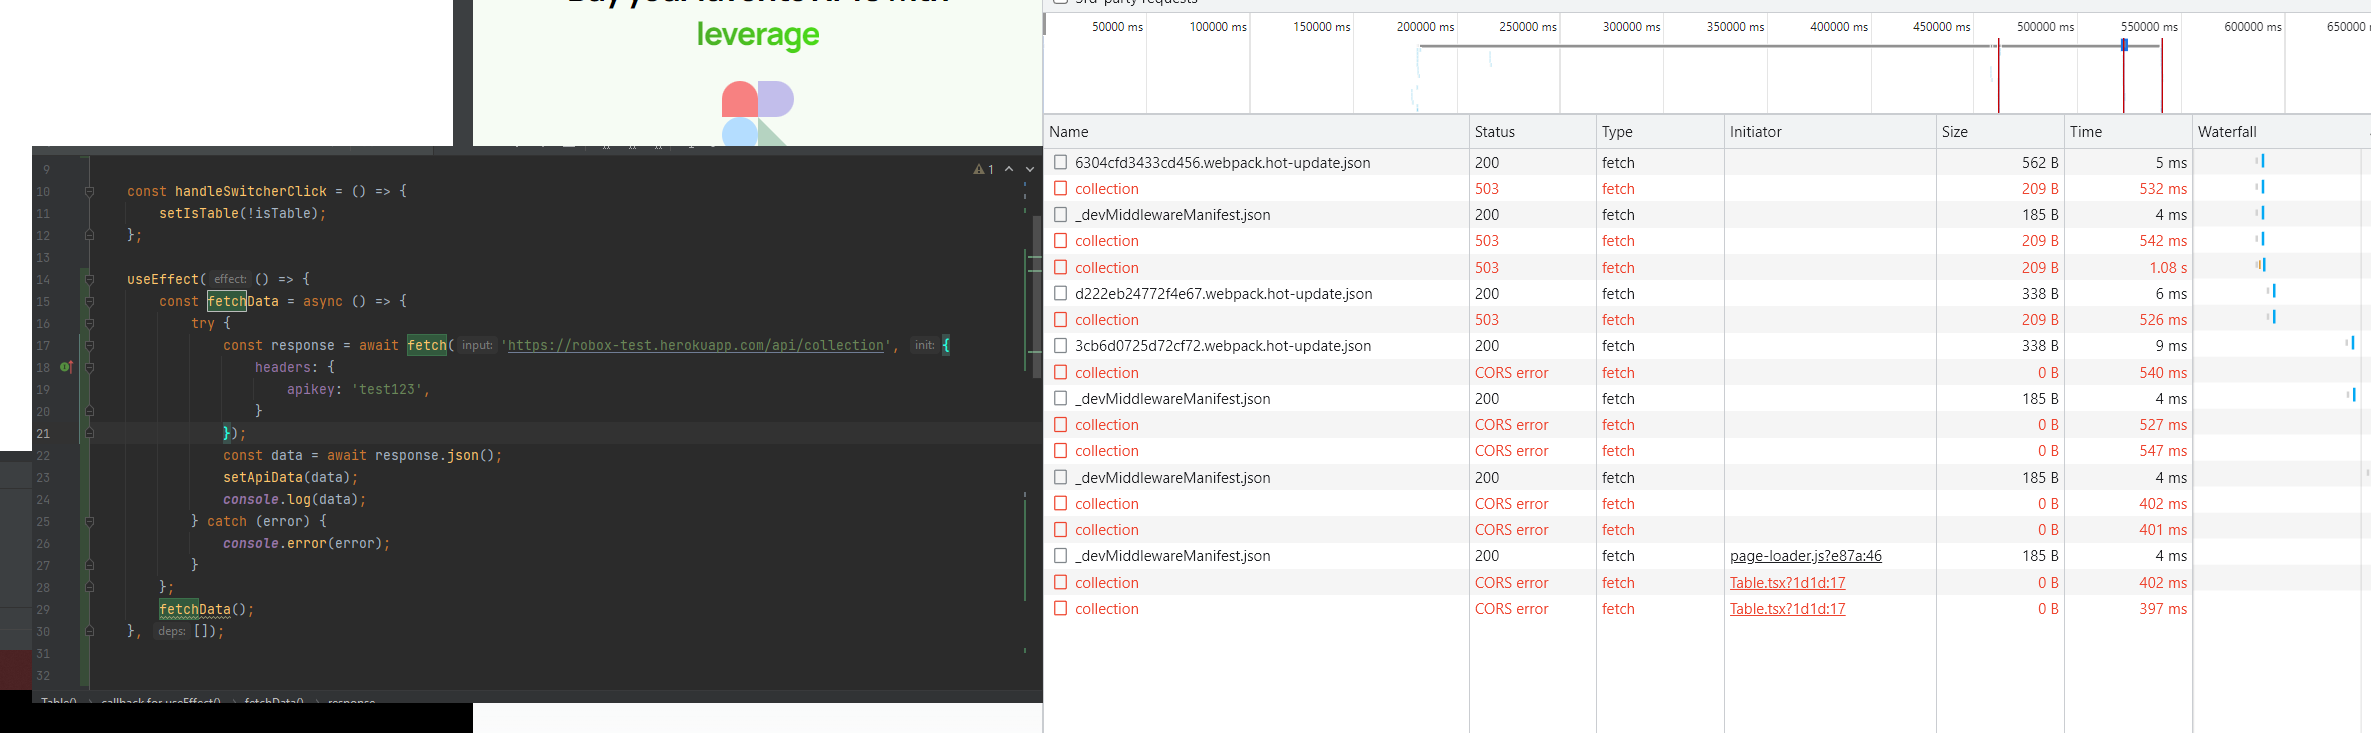 Buy your favorite APIs with
leverage
9
10 const handleSwitcherClick = () => {
11 setIsTable(!isTable);
12 };
13
14 useEffect( effect: () => {
15 const fetchData = async () => {
16 try {
17 const response = await fetch( input: 'https://robox-test.herokuapp.com/api/collection', init: {
18 headers: {
19 apikey: 'test123',
20 }
21 });
22 const data = await response.json();
23 setApiData(data);
24 console.log(data);
25 } catch (error) {
26 console.error(error);
27 }
28 };
29 fetchData();
30 }, deps: []);
31
32
1
Table() > callback for useEffect() > fetchData() > response
3rd-party requests
50000 ms 100000 ms 150000 ms 200000 ms 250000 ms 300000 ms 350000 ms 400000 ms 450000 ms 500000 ms 550000 ms 600000 ms 650000
Name Status Type Initiator Size Time Waterfall
6304cfd3433cd456.webpack.hot-update.json 200 fetch 562 B 5 ms
collection 503 fetch 209 B 532 ms
_devMiddlewareManifest.json 200 fetch 185 B 4 ms
collection 503 fetch 209 B 542 ms
collection 503 fetch 209 B 1.08 s
d222eb24772f4e67.webpack.hot-update.json 200 fetch 338 B 6 ms
collection 503 fetch 209 B 526 ms
3cb6d0725d72cf72.webpack.hot-update.json 200 fetch 338 B 9 ms
collection CORS error fetch 0 B 540 ms
_devMiddlewareManifest.json 200 fetch 185 B 4 ms
collection CORS error fetch 0 B 527 ms
collection CORS error fetch 0 B 547 ms
_devMiddlewareManifest.json 200 fetch 185 B 4 ms
collection CORS error fetch 0 B 402 ms
collection CORS error fetch 0 B 401 ms
_devMiddlewareManifest.json 200 fetch page-loader.js?e87a:46 185 B 4 ms
collection CORS error fetch Table.tsx?1d1d:17 0 B 402 ms
collection CORS error fetch Table.tsx?1d1d:17 0 B 397 ms